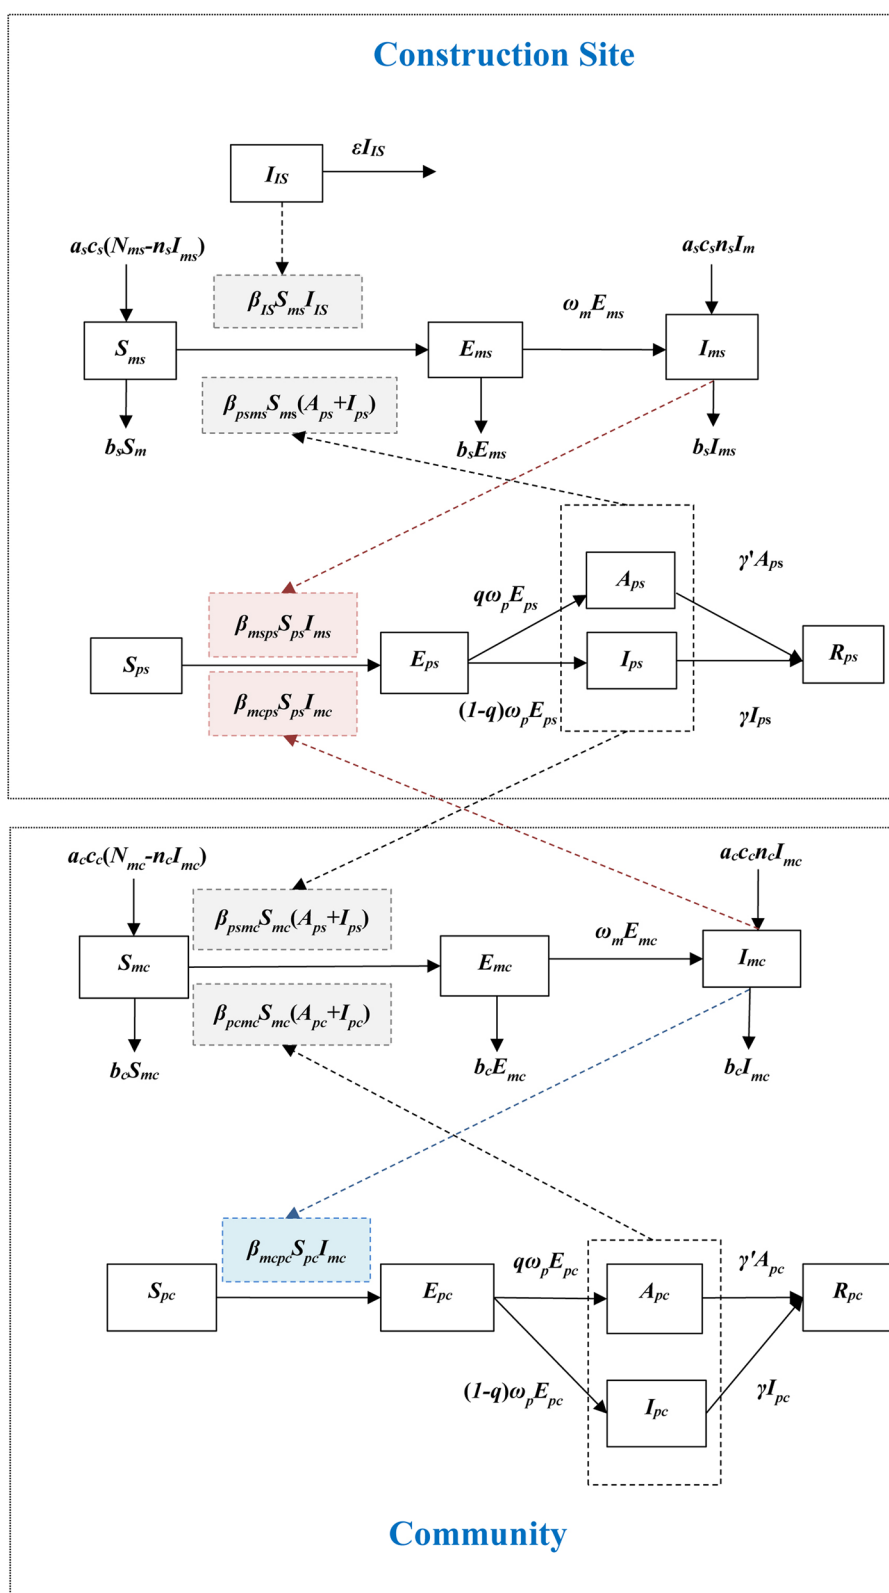 Construction Site
I_IS
εI_IS
a_sc_s(N_ms-n_sI_ms)
a_sc_sn_sI_m
β_ISS_msI_IS
ω_mE_ms
S_ms
E_ms
I_ms
β_psmsS_ms(A_ps+I_ps)
b_sS_m
b_sE_ms
b_sI_ms
γ'A_ps
A_ps
qω_pE_ps
β_mspsS_psI_ms
S_ps
E_ps
I_ps
R_ps
β_mcpsS_psI_mc
(1-q)ω_pE_ps
γI_ps
a_cc_c(N_mc-n_cI_mc)
a_cc_cn_cI_mc
β_psmcS_mc(A_ps+I_ps)
ω_mE_mc
S_mc
E_mc
I_mc
β_pcmcS_mc(A_pc+I_pc)
b_cS_mc
b_cE_mc
b_cI_mc
β_mcpcS_pcI_mc
qω_pE_pc
γ'A_pc
S_pc
E_pc
A_pc
R_pc
(1-q)ω_pE_pc
I_pc
γI_pc
Community